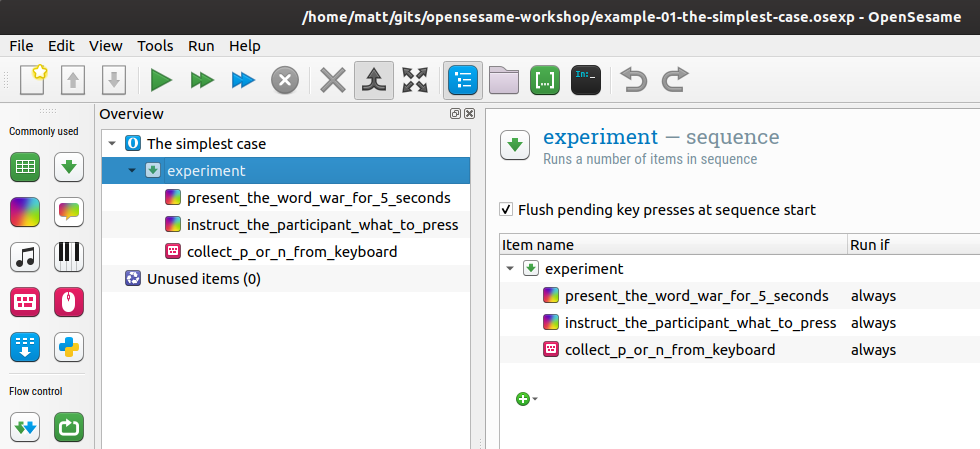 /home/matt/gits/opensesame-workshop/example-01-the-simplest-case.osexp - OpenSesame
File Edit View Tools Run Help
In:_
Commonly used
Flow control
Overview
The simplest case
experiment
present_the_word_war_for_5_seconds
instruct_the_participant_what_to_press
collect_p_or_n_from_keyboard
Unused items (0)
experiment — sequence
Runs a number of items in sequence
Flush pending key presses at sequence start
Item name Run if
experiment
present_the_word_war_for_5_seconds always
instruct_the_participant_what_to_press always
collect_p_or_n_from_keyboard always